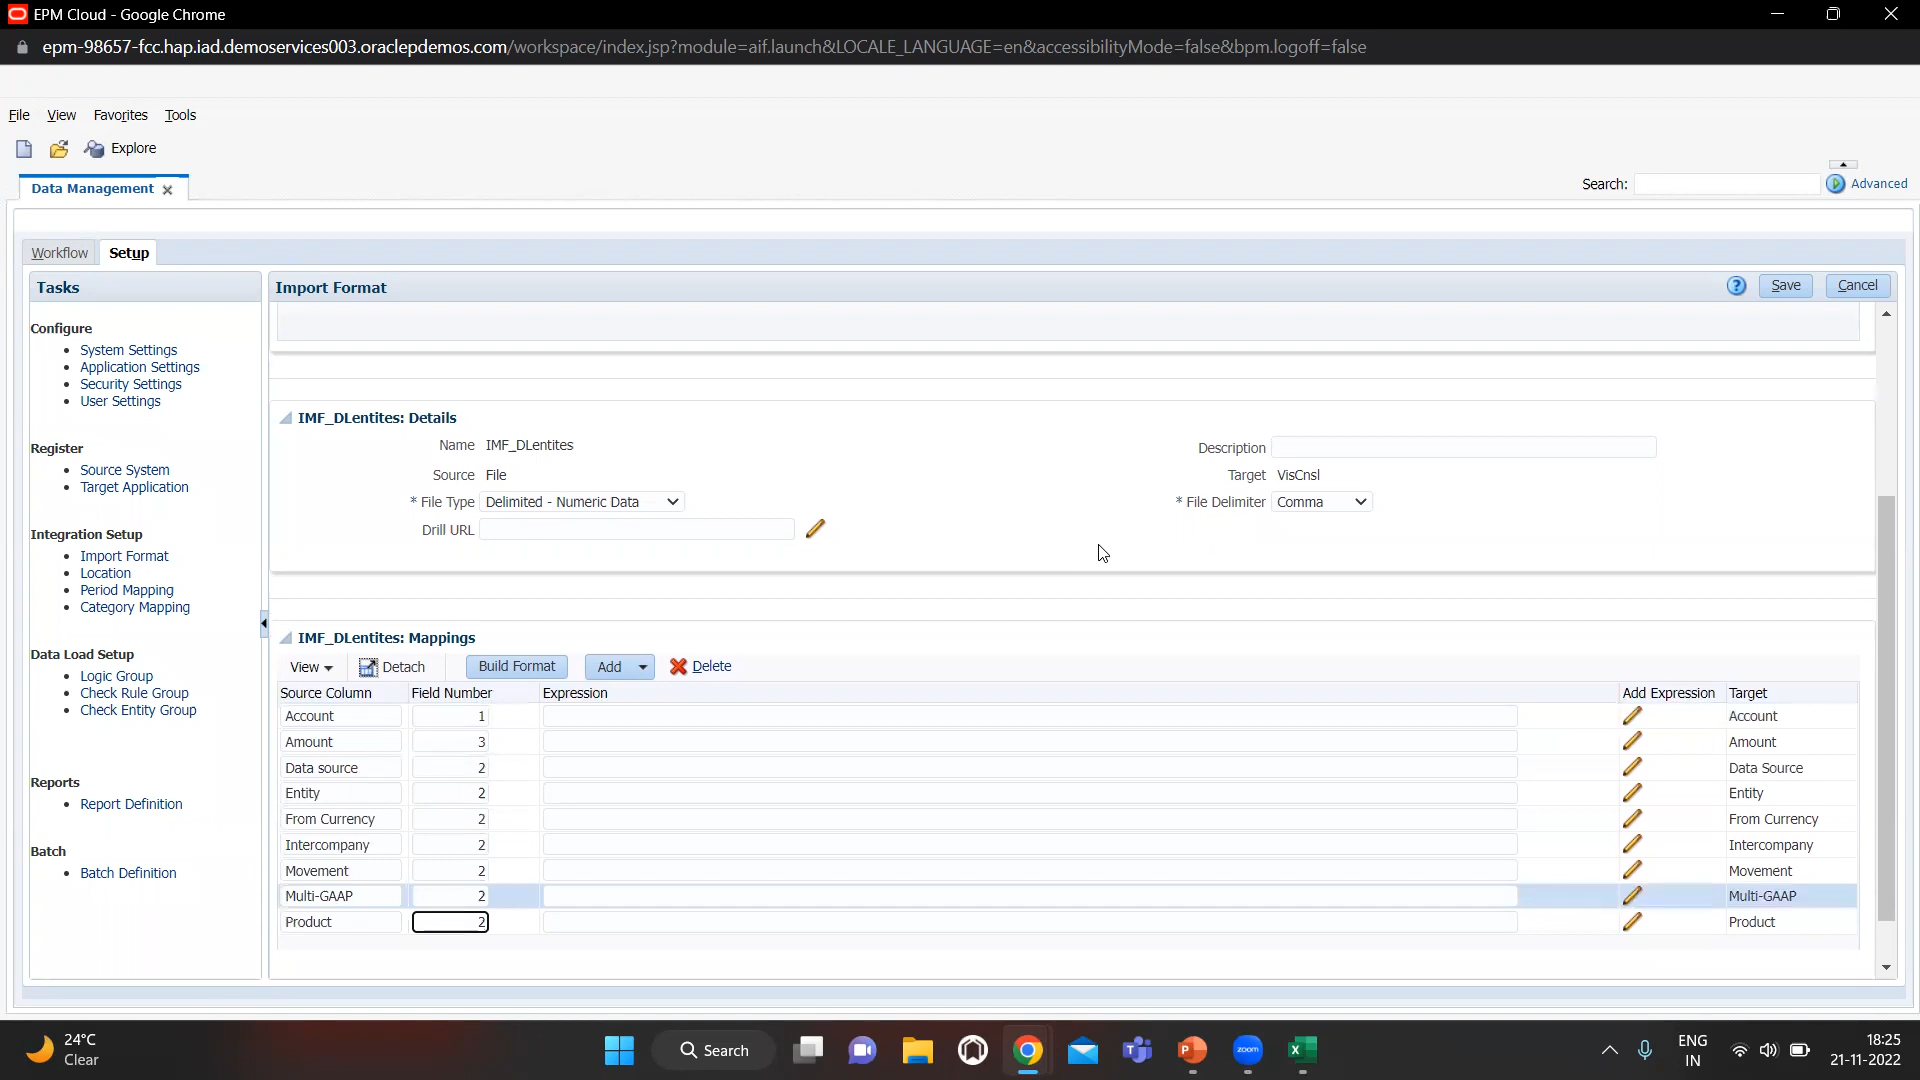 EPM Cloud - Google Chrome
epm-98657-fcc.hap.iad.demoservices003.oraclepdemos.com/workspace/index.jsp?module=aif.launch&LOCALE_LANGUAGE=en&accessibilityMode=false&bpm.logoff=false
File View Favorites Tools
Explore
Data Management
Search: Advanced
Workflow Setup
Tasks
Configure
System Settings
Application Settings
Security Settings
User Settings
Register
Source System
Target Application
Integration Setup
Import Format
Location
Period Mapping
Category Mapping
Data Load Setup
Logic Group
Check Rule Group
Check Entity Group
Reports
Report Definition
Batch
Batch Definition
Import Format ? Save Cancel
IMF_DLentites: Details
Name IMF_DLentites Description
Source File Target VisCnsl
* File Type Delimited - Numeric Data * File Delimiter Comma
Drill URL
IMF_DLentites: Mappings
View Detach Build Format Add Delete
Source Column Field Number Expression Add Expression Target
Account 1 Account
Amount 3 Amount
Data source 2 Data Source
Entity 2 Entity
From Currency 2 From Currency
Intercompany 2 Intercompany
Movement 2 Movement
Multi-GAAP 2 Multi-GAAP
Product 2 Product
24°C
Clear
Search
zoom
ENG
IN
18:25
21-11-2022